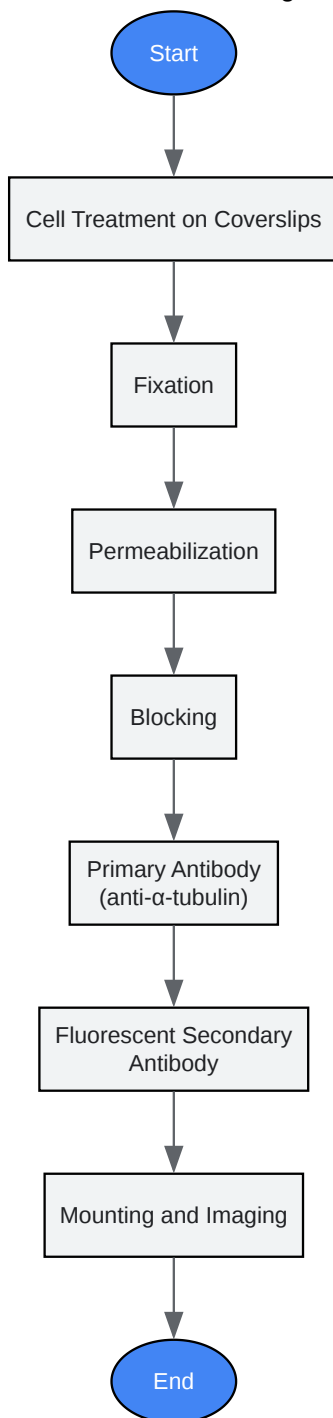 Start
Cell Treatment on Coverslips
Fixation
Permeabilization
Blocking
Primary Antibody
(anti-α-tubulin)
Fluorescent Secondary
Antibody
Mounting and Imaging
End